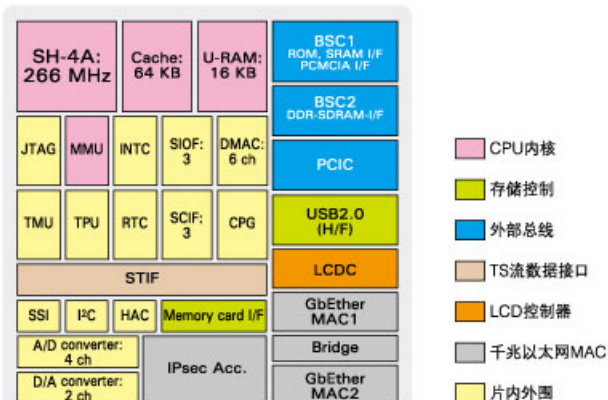 SH-4A:
266 MHz
Cache:
64 KB
U-RAM:
16 KB
BSC1
ROM, SRAM I/F
PCMCIA I/F
BSC2
DDR-SDRAM-I/F
JTAG
MMU
INTC
SIOF:
3
DMAC:
6 ch
PCIC
TMU
TPU
RTC
SCIF:
3
CPG
USB2.0
(H/F)
STIF
LCDC
SSI
I²C
HAC
Memory card I/F
GbEther
MAC1
A/D converter:
4 ch
IPsec Acc.
Bridge
D/A converter:
2 ch
GbEther
MAC2
CPU内核
存储控制
外部总线
TS流数据接口
LCD控制器
千兆以太网MAC
片内外围